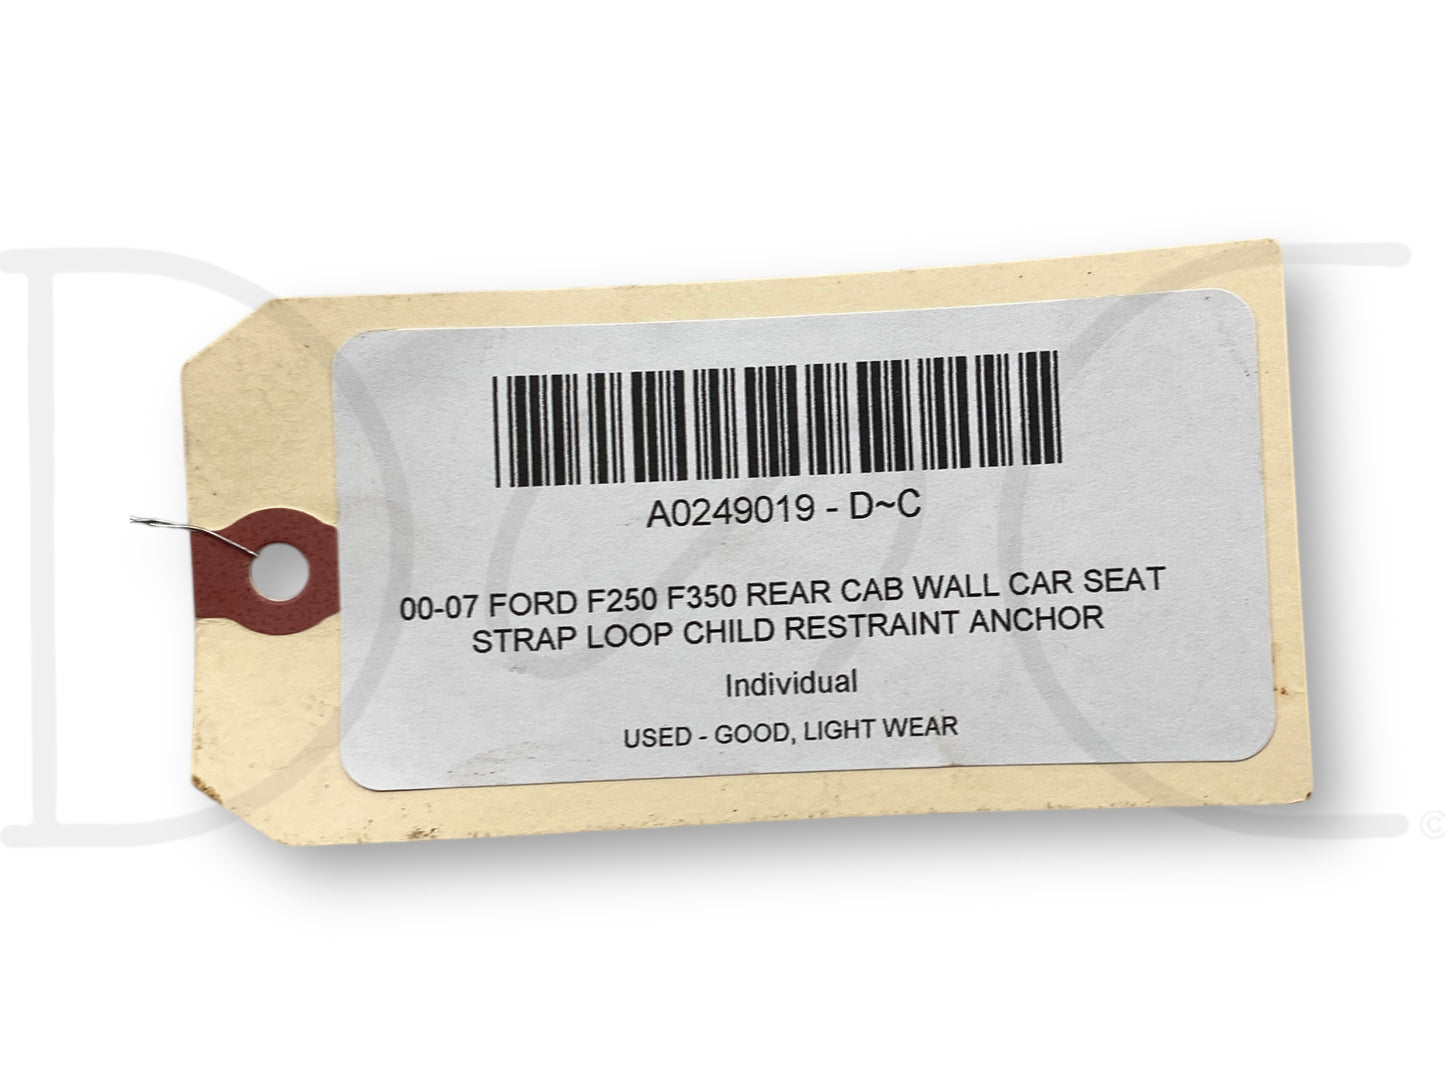 A0249019 - D~C
00-07 FORD F250 F350 REAR CAB WALL CAR SEAT
STRAP LOOP CHILD RESTRAINT ANCHOR
Individual
USED - GOOD, LIGHT WEAR
D C
©